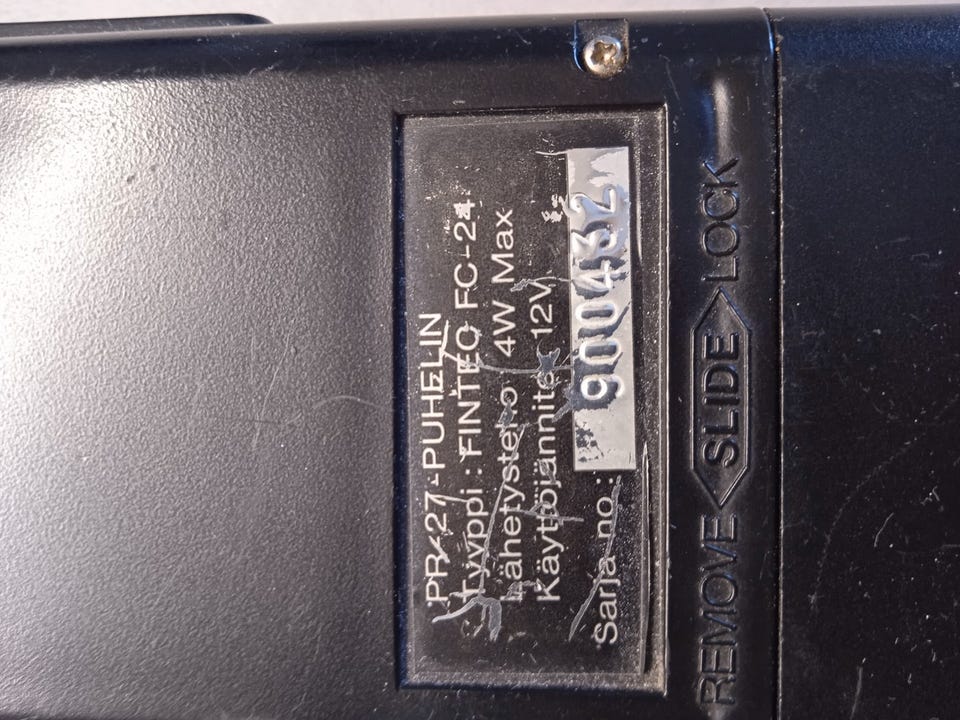 PR-27-PUHELIN
Tyyppi : FINTEC FC-24
Lähetysteho 4W Max
Käyttöjännite 12V
Sarja no.: 900432
REMOVE SLIDE LOCK